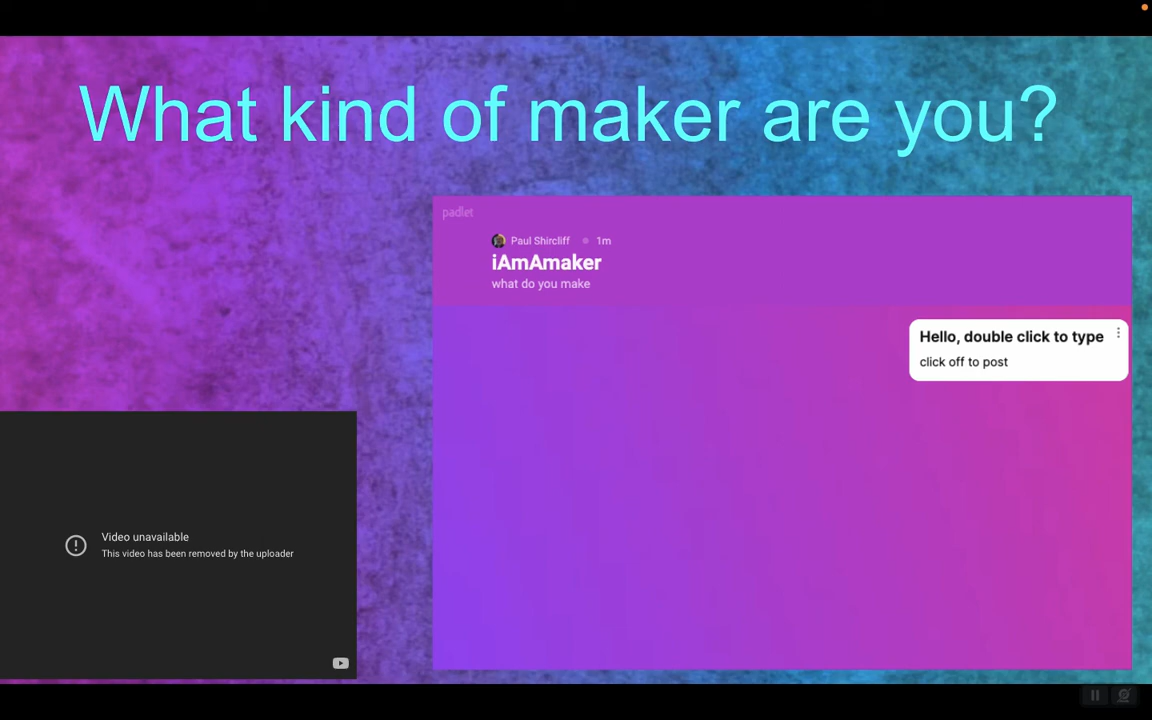 What kind of maker are you?
padlet
Paul Shircliff 1m
iAmAmaker
what do you make
Hello, double click to type
click off to post
Video unavailable
This video has been removed by the uploader